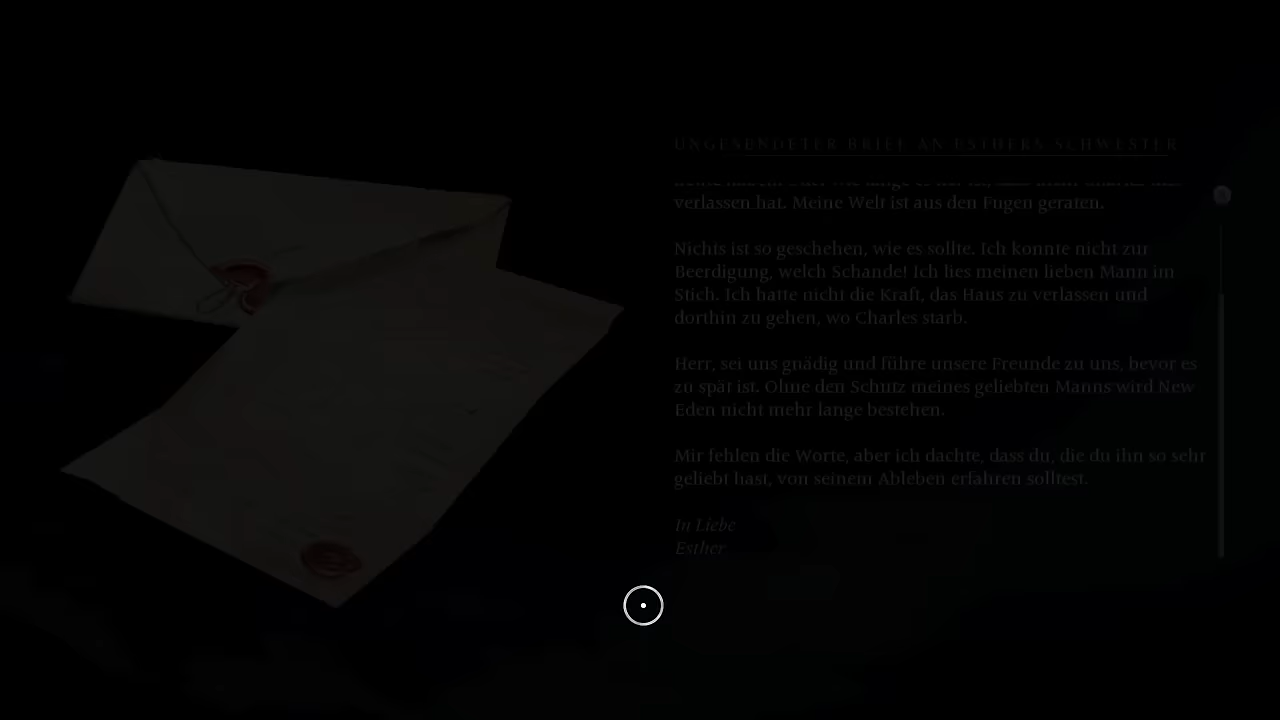 UNGESENDETER BRIEF AN ESTHERS SCHWESTER
verlassen hat. Meine Welt ist aus den Fugen geraten.
Nichts ist so geschehen, wie es sollte. Ich konnte nicht zur
Beerdigung, welch Schande! Ich lies meinen lieben Mann im
Stich. Ich hatte nicht die Kraft, das Haus zu verlassen und
dorthin zu gehen, wo Charles starb.
Herr, sei uns gnädig und führe unsere Freunde zu uns, bevor es
zu spät ist. Ohne den Schutz meines geliebten Manns wird New
Eden nicht mehr lange bestehen.
Mir fehlen die Worte, aber ich dachte, dass du, die du ihn so sehr
geliebt hast, von seinem Ableben erfahren solltest.
In Liebe
Esther